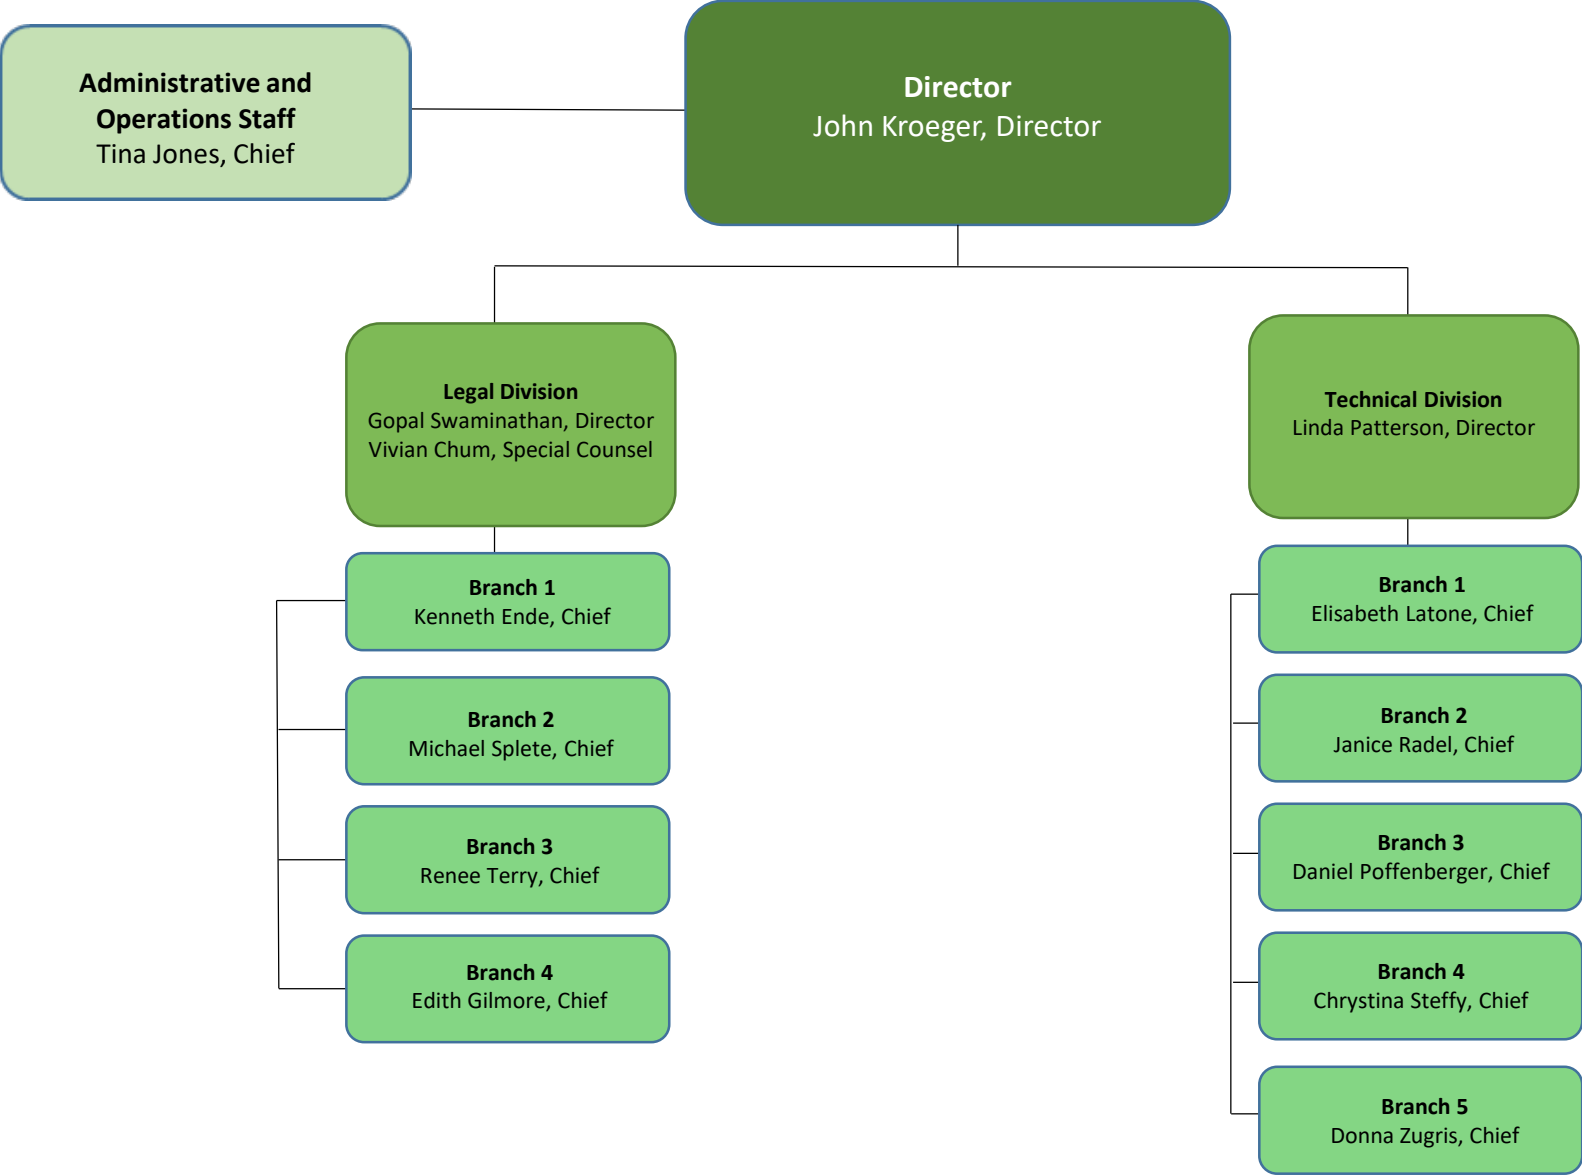 Administrative and
Operations Staff
Tina Jones, Chief
Director
John Kroeger, Director
Legal Division
Gopal Swaminathan, Director
Vivian Chum, Special Counsel
Branch 1
Kenneth Ende, Chief
Branch 2
Michael Splete, Chief
Branch 3
Renee Terry, Chief
Branch 4
Edith Gilmore, Chief
Technical Division
Linda Patterson, Director
Branch 1
Elisabeth Latone, Chief
Branch 2
Janice Radel, Chief
Branch 3
Daniel Poffenberger, Chief
Branch 4
Chrystina Steffy, Chief
Branch 5
Donna Zugris, Chief